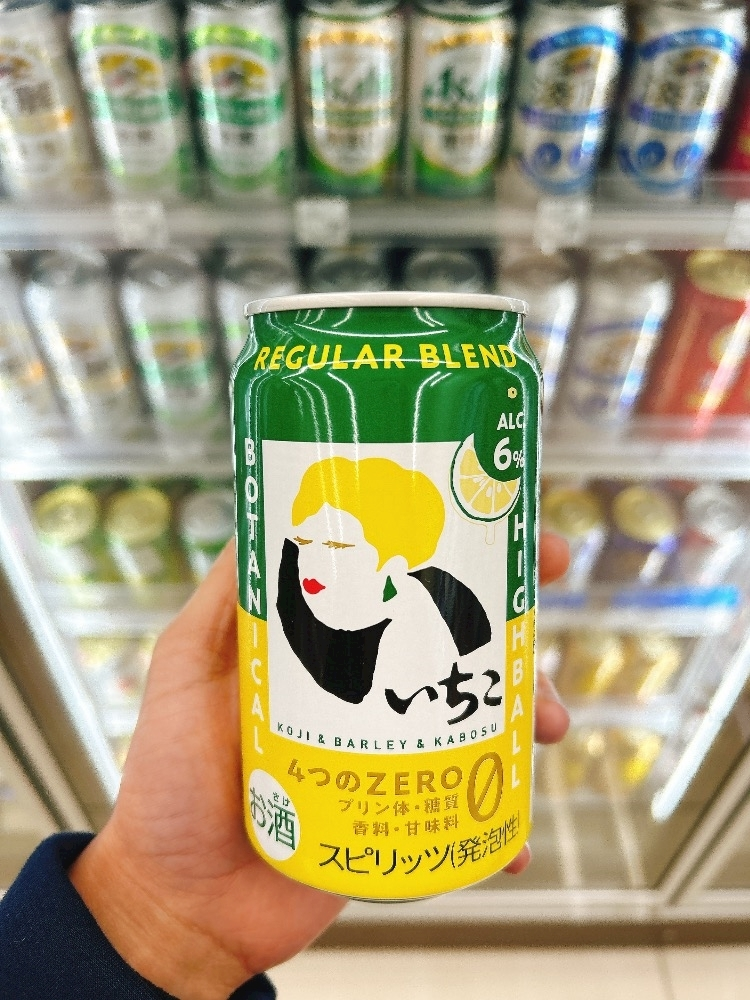 REGULAR BLEND
ALC
6%
BOTANICAL
HIGHBALL
いちこ
KOJI & BARLEY & KABOSU
4つのZERO 0
プリン体・糖質
香料・甘味料
さけ
お酒
スピリッツ(発泡性)